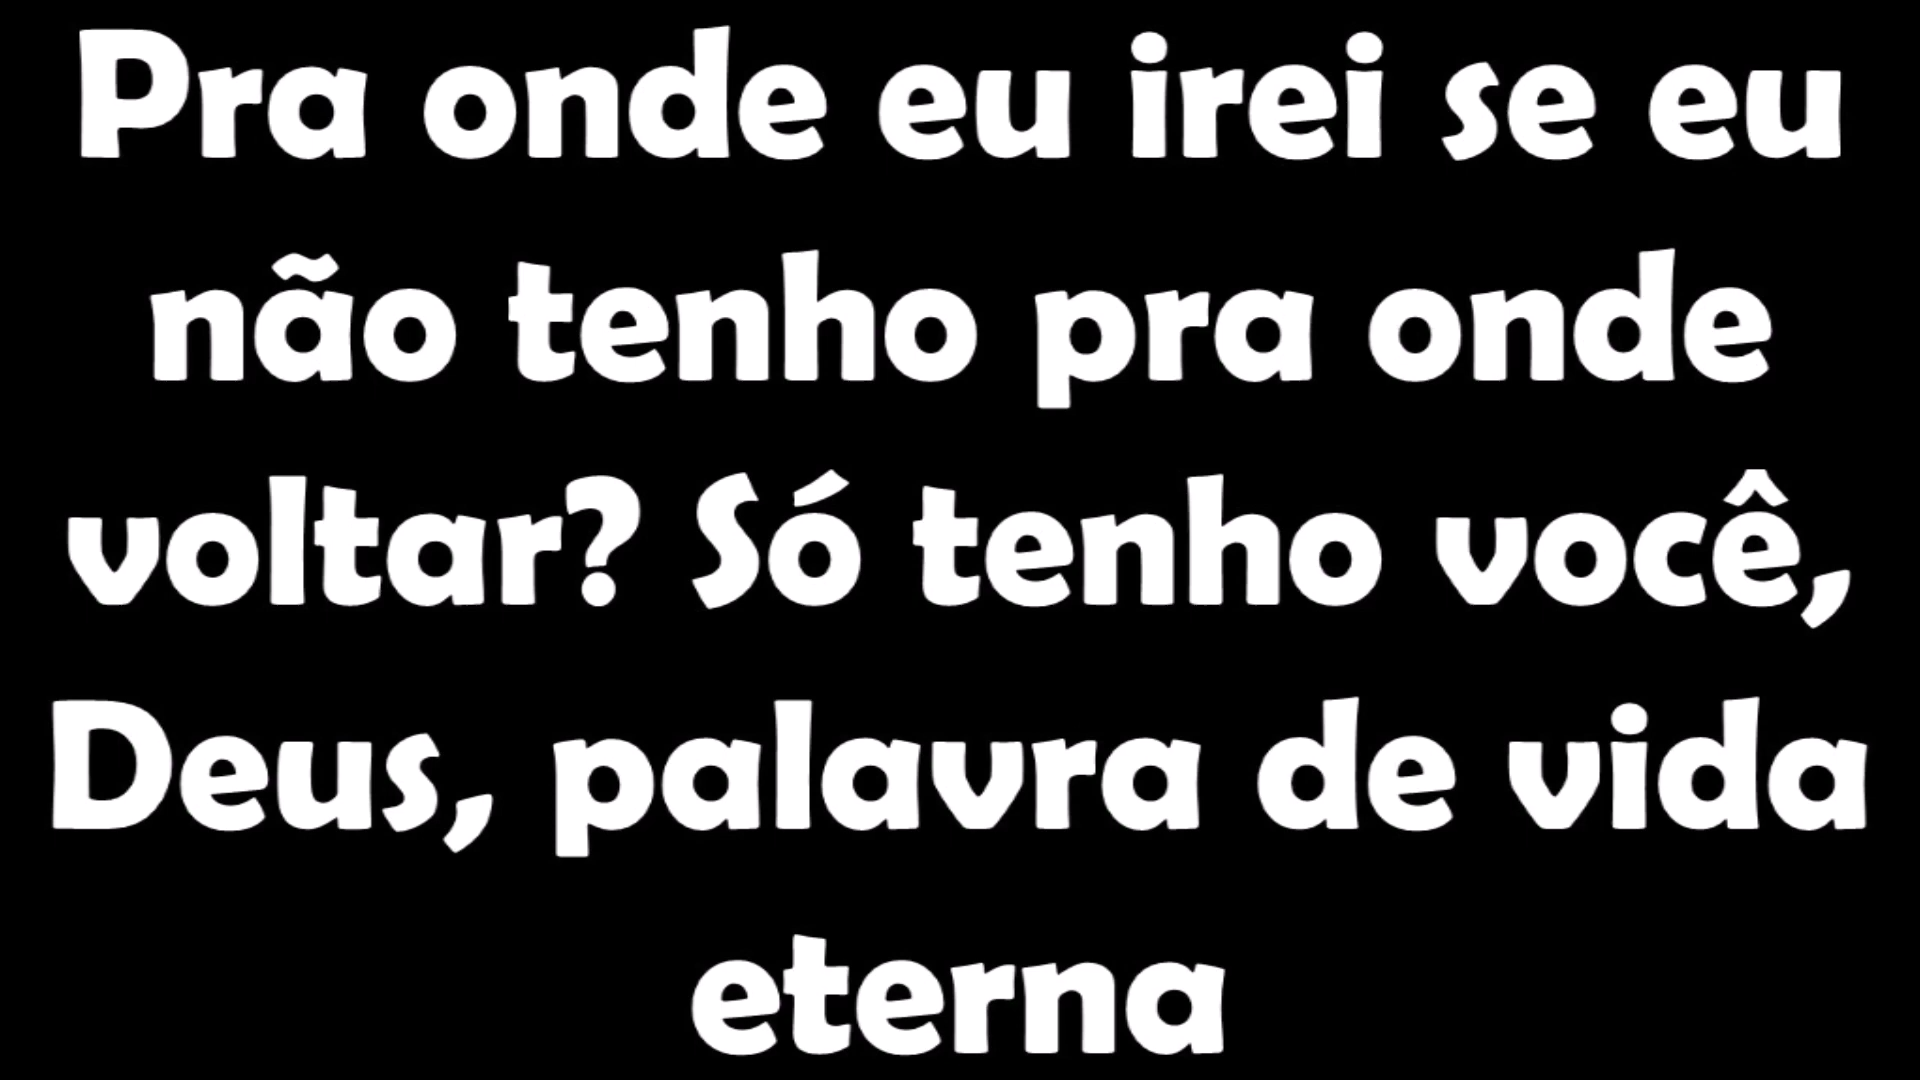 Pra onde eu irei se eu
não tenho pra onde
voltar? Só tenho você,
Deus, palavra de vida
eterna